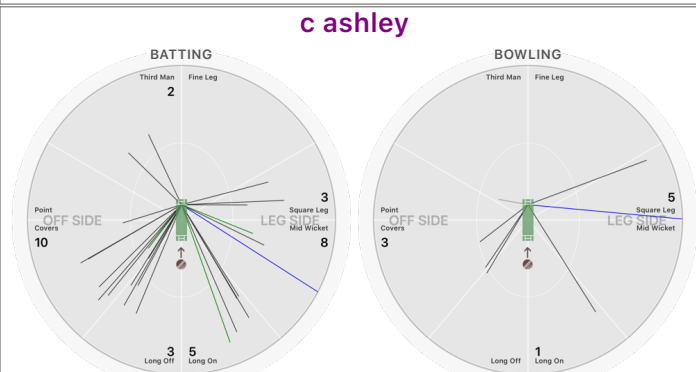 c ashley
BATTING
Third Man
Fine Leg
2
Point
OFF SIDE
Covers
10
3
Square Leg
LEG SIDE
Mid Wicket
8
3
5
Long Off
Long On
BOWLING
Third Man
Fine Leg
Point
OFF SIDE
Covers
3
5
Square Leg
LEG SIDE
Mid Wicket
1
Long Off
Long On